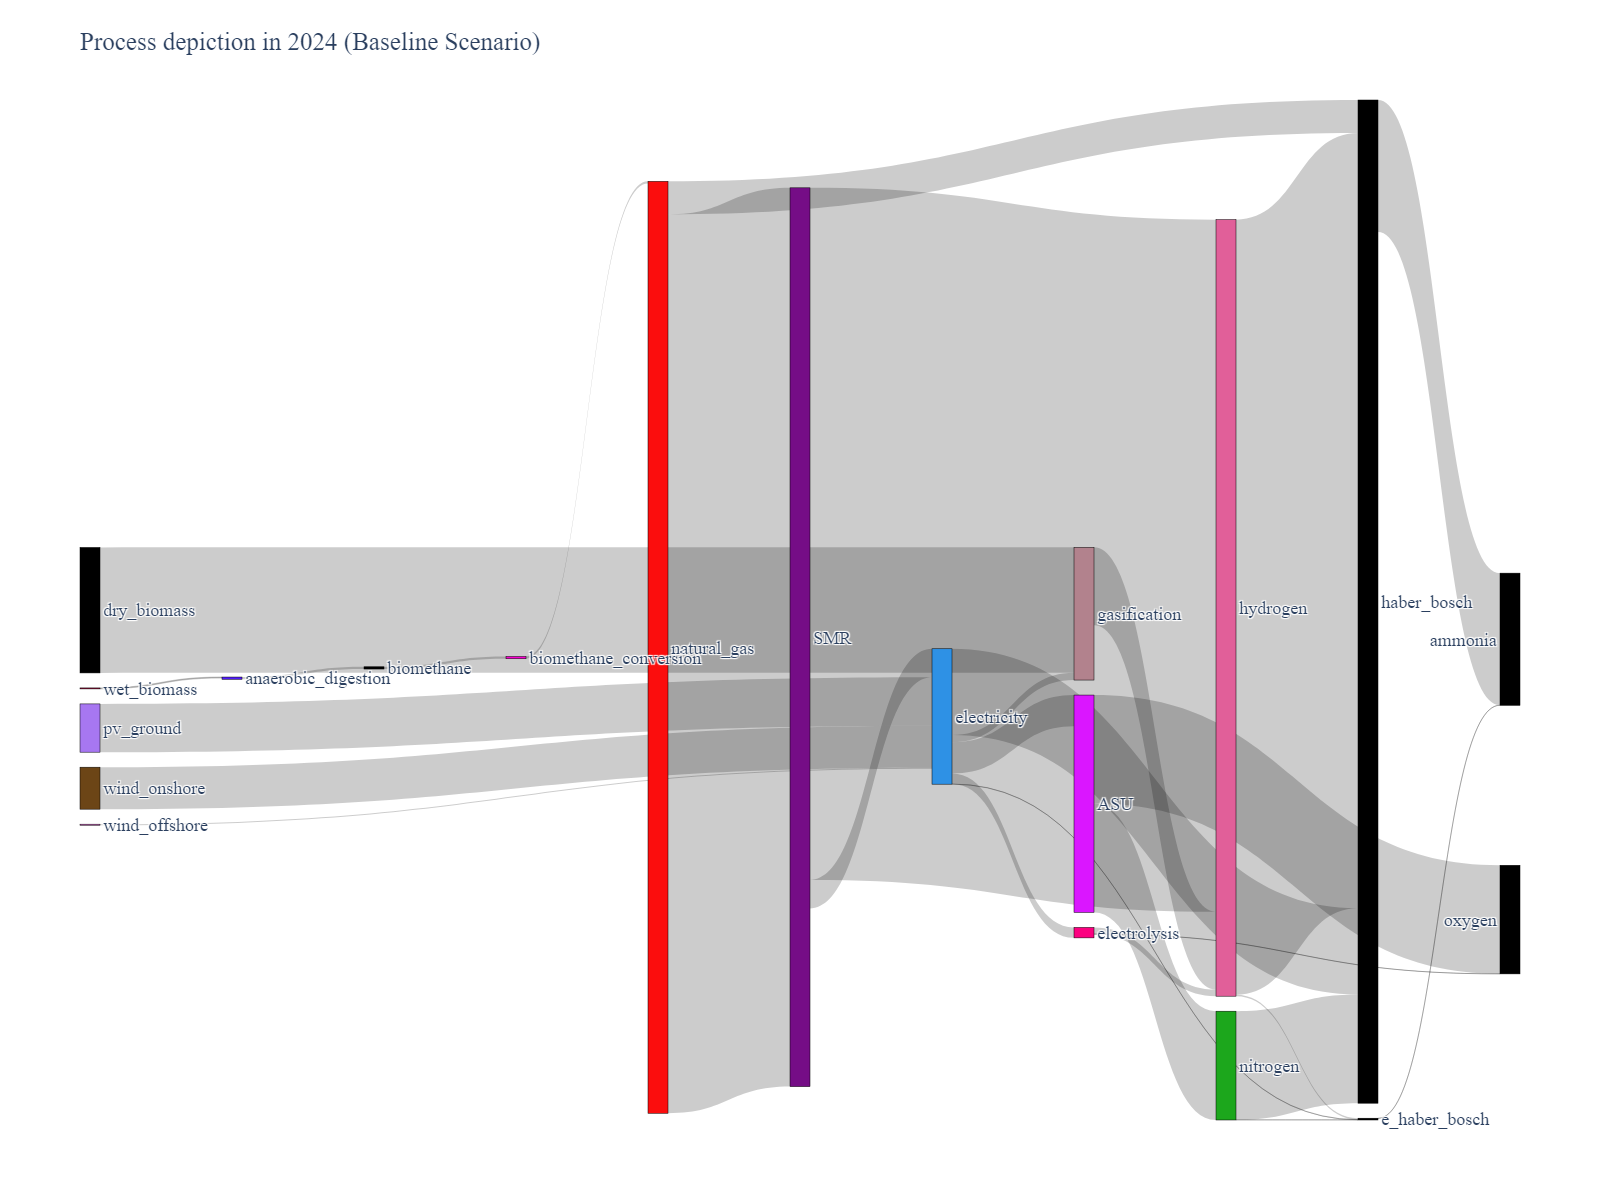 Process depiction in 2024 (Baseline Scenario)
dry_biomass
wet_biomass
pv_ground
wind_onshore
wind_offshore
anaerobic_digestion
biomethane
biomethane_conversion
natural_gas
SMR
electricity
gasification
ASU
electrolysis
hydrogen
nitrogen
haber_bosch
e_haber_bosch
ammonia
oxygen